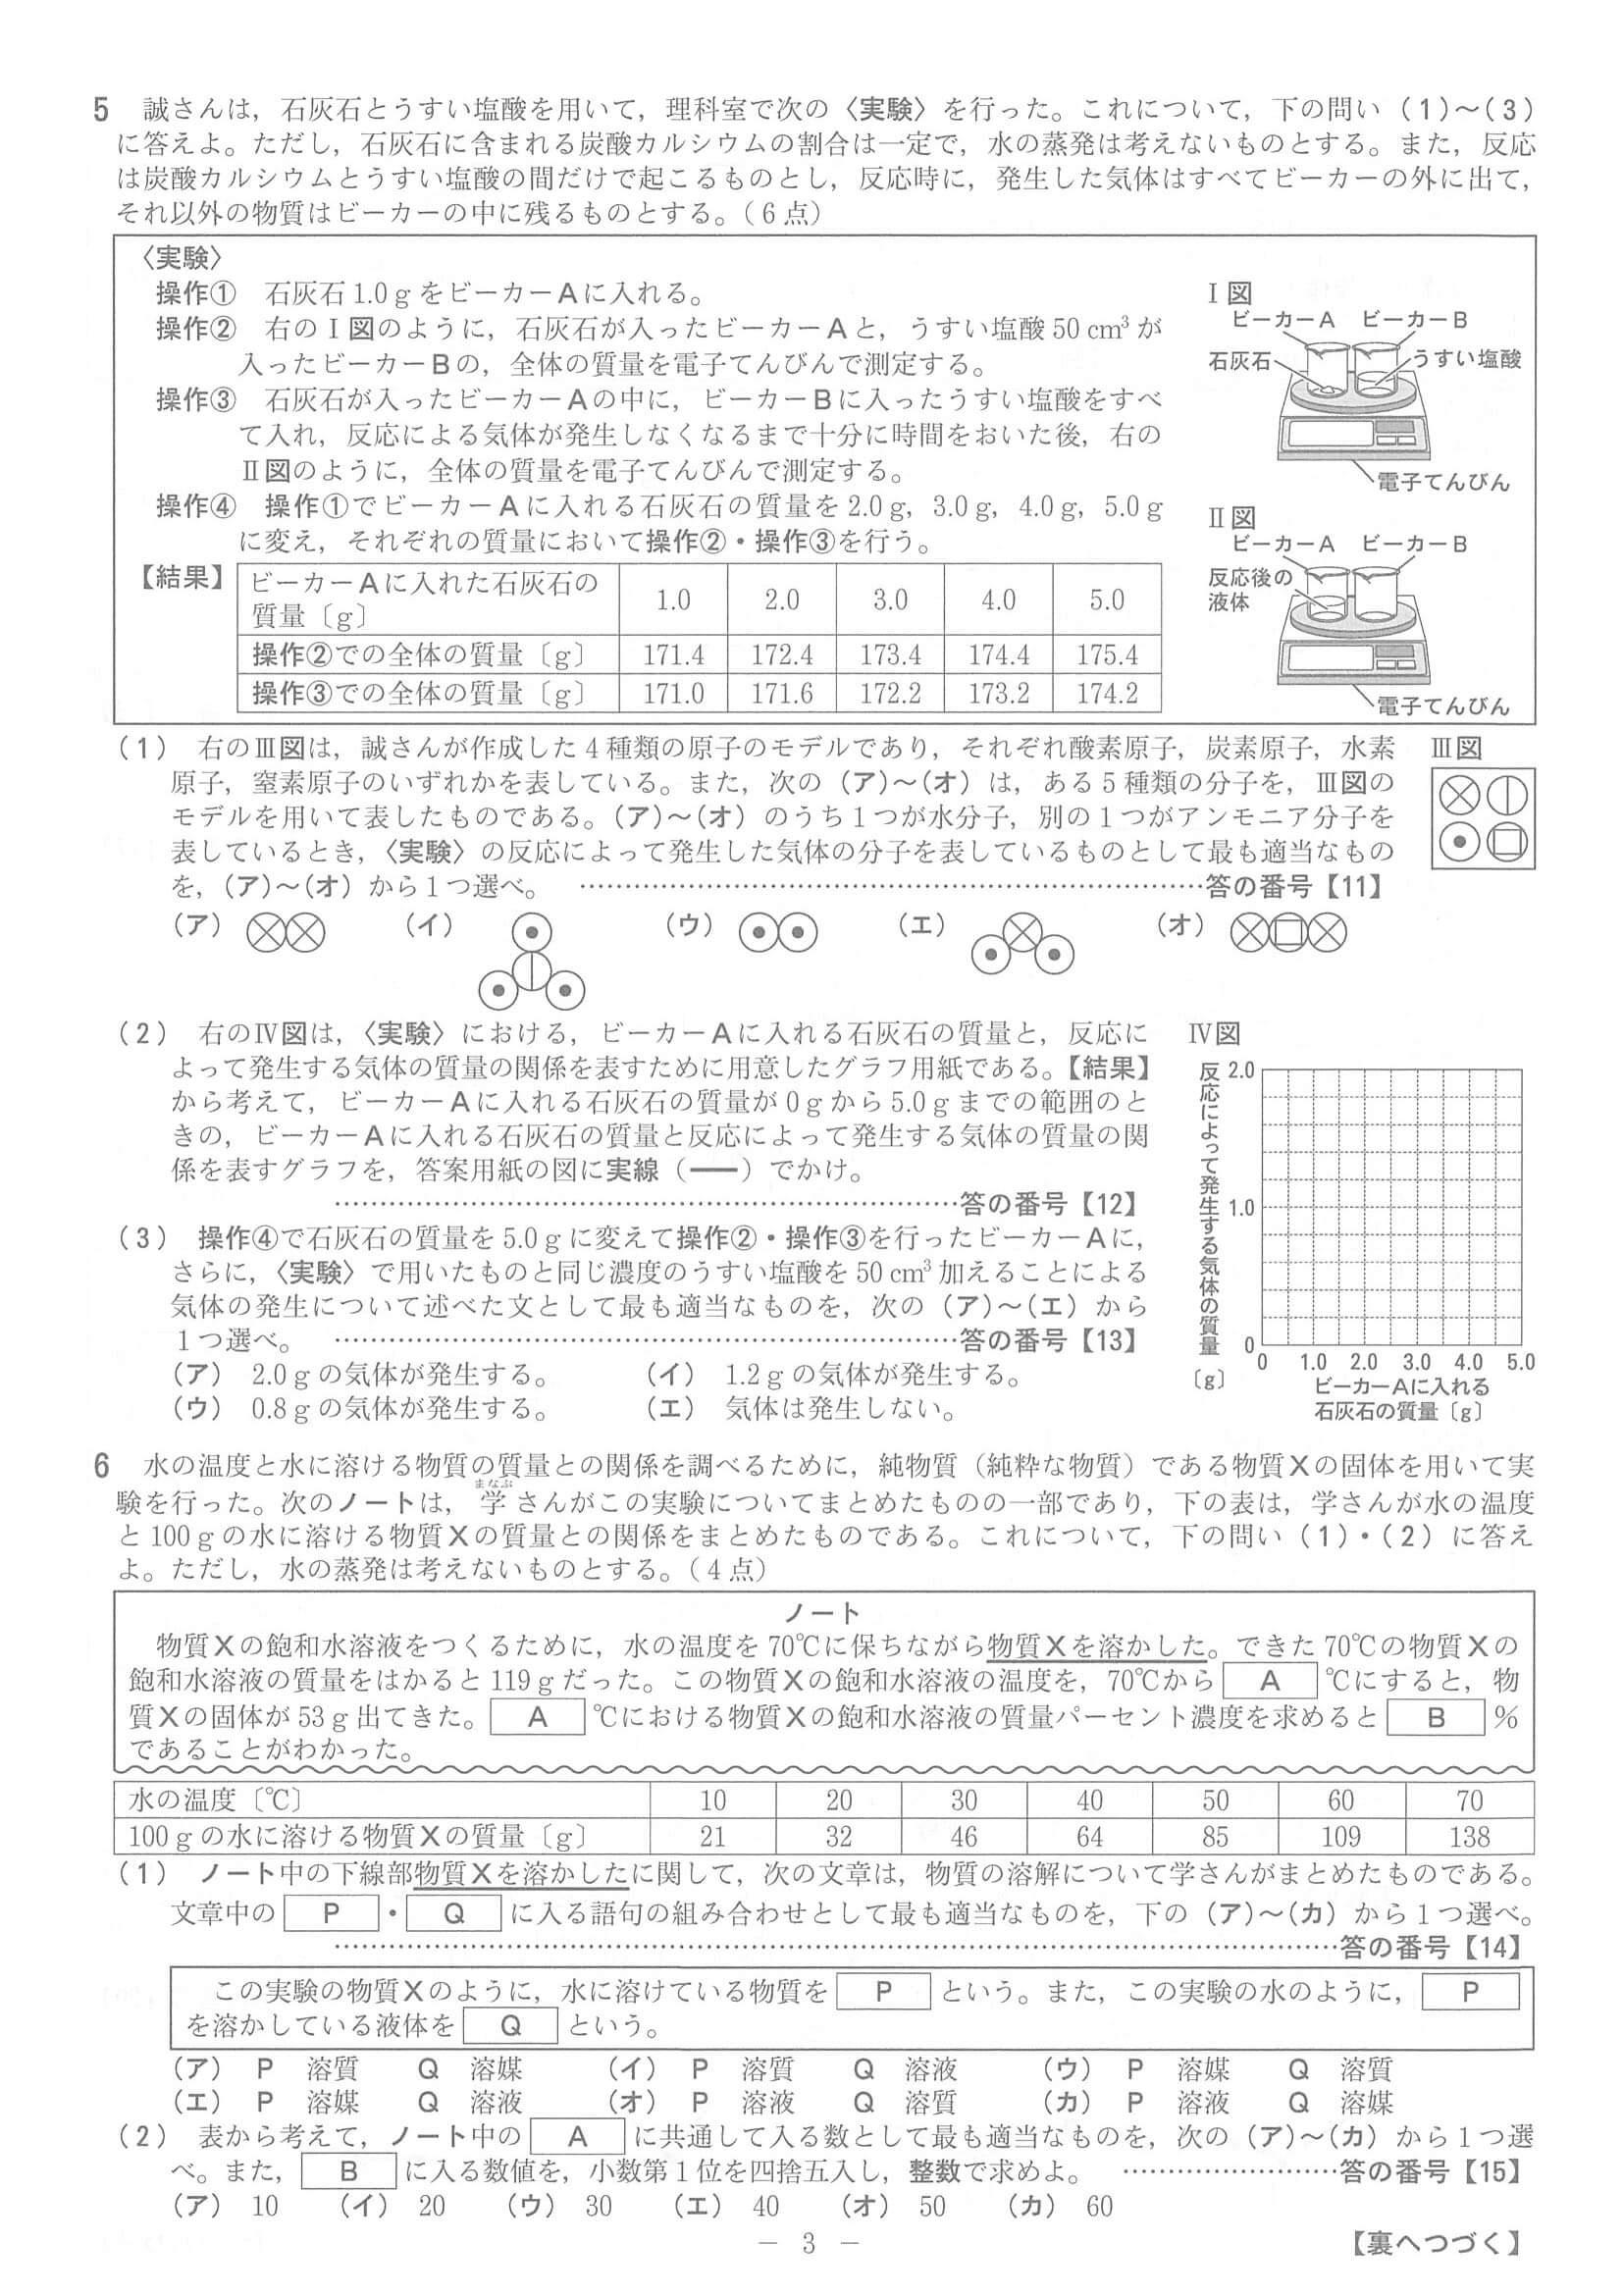 5 誠さんは，石灰石とうすい塩酸を用いて，理科室で次の〈実験〉を行った。これについて，下の問い（1）～（3）
に答えよ。ただし，石灰石に含まれる炭酸カルシウムの割合は一定で，水の蒸発は考えないものとする。また，反応
は炭酸カルシウムとうすい塩酸の間だけで起こるものとし，反応時に，発生した気体はすべてビーカーの外に出て，
それ以外の物質はビーカーの中に残るものとする。（6点）
〈実験〉
操作① 石灰石1.0gをビーカーAに入れる。
操作② 右のⅠ図のように，石灰石が入ったビーカーAと，うすい塩酸50cm³が
入ったビーカーBの，全体の質量を電子てんびんで測定する。
操作③ 石灰石が入ったビーカーAの中に，ビーカーBに入ったうすい塩酸をすべ
て入れ，反応による気体が発生しなくなるまで十分に時間をおいた後，右の
Ⅱ図のように，全体の質量を電子てんびんで測定する。
操作④ 操作①でビーカーAに入れる石灰石の質量を2.0g，3.0g，4.0g，5.0g
に変え，それぞれの質量において操作②・操作③を行う。
Ⅰ図
ビーカーA ビーカーB
石灰石 うすい塩酸
電子てんびん
Ⅱ図
ビーカーA ビーカーB
反応後の
液体
電子てんびん
【結果】 ビーカーAに入れた石灰石の
質量〔g〕 1.0 2.0 3.0 4.0 5.0
操作②での全体の質量〔g〕 171.4 172.4 173.4 174.4 175.4
操作③での全体の質量〔g〕 171.0 171.6 172.2 173.2 174.2
（1） 右のⅢ図は，誠さんが作成した4種類の原子のモデルであり，それぞれ酸素原子，炭素原子，水素
原子，窒素原子のいずれかを表している。また，次の（ア）～（オ）は，ある5種類の分子を，Ⅲ図の
モデルを用いて表したものである。（ア）～（オ）のうち1つが水分子，別の1つがアンモニア分子を
表しているとき，〈実験〉の反応によって発生した気体の分子を表しているものとして最も適当なもの
を，（ア）～（オ）から1つ選べ。 ……………………答の番号【11】
Ⅲ図
（ア） （イ） （ウ） （エ） （オ）
（2） 右のⅣ図は，〈実験〉における，ビーカーAに入れる石灰石の質量と，反応に
よって発生する気体の質量の関係を表すために用意したグラフ用紙である。【結果】
から考えて，ビーカーAに入れる石灰石の質量が0gから5.0gまでの範囲のと
きの，ビーカーAに入れる石灰石の質量と反応によって発生する気体の質量の関
係を表すグラフを，答案用紙の図に実線（━━）でかけ。
……………………答の番号【12】
（3） 操作④で石灰石の質量を5.0gに変えて操作②・操作③を行ったビーカーAに，
さらに，〈実験〉で用いたものと同じ濃度のうすい塩酸を50cm³加えることによる
気体の発生について述べた文として最も適当なものを，次の（ア）～（エ）から
1つ選べ。 ……………………答の番号【13】
（ア） 2.0gの気体が発生する。 （イ） 1.2gの気体が発生する。
（ウ） 0.8gの気体が発生する。 （エ） 気体は発生しない。
Ⅳ図
反応によって発生する気体の質量
〔g〕
2.0
1.0
0
0 1.0 2.0 3.0 4.0 5.0
ビーカーAに入れる
石灰石の質量〔g〕
6 水の温度と水に溶ける物質の質量との関係を調べるために，純物質（純粋な物質）である物質Xの固体を用いて実
まなぶ
験を行った。次のノートは，学さんがこの実験についてまとめたものの一部であり，下の表は，学さんが水の温度
と100gの水に溶ける物質Xの質量との関係をまとめたものである。これについて，下の問い（1）・（2）に答え
よ。ただし，水の蒸発は考えないものとする。（4点）
ノート
物質Xの飽和水溶液をつくるために，水の温度を70℃に保ちながら物質Xを溶かした。できた70℃の物質Xの
飽和水溶液の質量をはかると119gだった。この物質Xの飽和水溶液の温度を，70℃から A ℃にすると，物
質Xの固体が53g出てきた。 A ℃における物質Xの飽和水溶液の質量パーセント濃度を求めると B ％
であることがわかった。
水の温度〔℃〕 10 20 30 40 50 60 70
100gの水に溶ける物質Xの質量〔g〕 21 32 46 64 85 109 138
（1） ノート中の下線部物質Xを溶かしたに関して，次の文章は，物質の溶解について学さんがまとめたものである。
文章中の P ・ Q に入る語句の組み合わせとして最も適当なものを，下の（ア）～（カ）から1つ選べ。
……………………答の番号【14】
この実験の物質Xのように，水に溶けている物質を P という。また，この実験の水のように， P
を溶かしている液体を Q という。
（ア） P 溶質 Q 溶媒 （イ） P 溶質 Q 溶液 （ウ） P 溶媒 Q 溶質
（エ） P 溶媒 Q 溶液 （オ） P 溶液 Q 溶質 （カ） P 溶液 Q 溶媒
（2） 表から考えて，ノート中の A に共通して入る数として最も適当なものを，次の（ア）～（カ）から1つ選
べ。また， B に入る数値を，小数第1位を四捨五入し，整数で求めよ。 ……………………答の番号【15】
（ア） 10 （イ） 20 （ウ） 30 （エ） 40 （オ） 50 （カ） 60
－ 3 －
【裏へつづく】